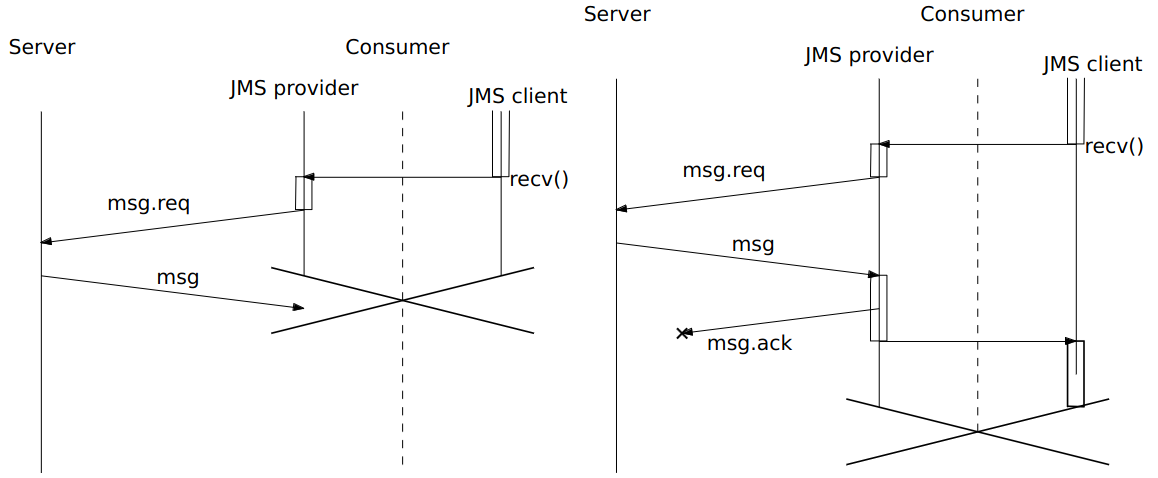 Server
Consumer
JMS provider
JMS client
recv()
msg.req
msg
Server
Consumer
JMS provider
JMS client
recv()
msg.req
msg
msg.ack